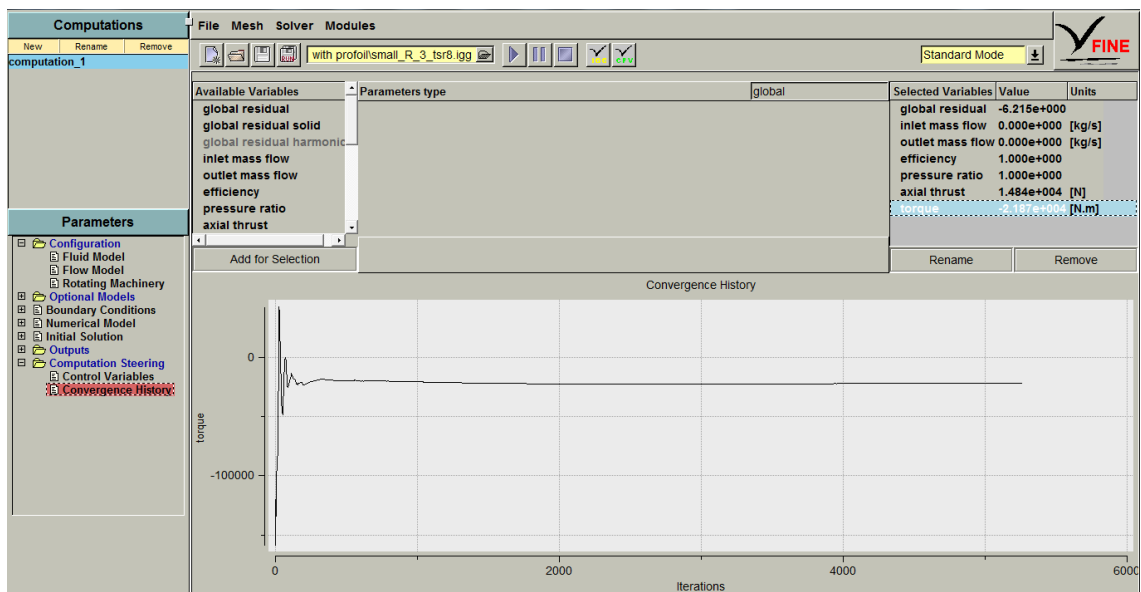 Computations
New Rename Remove
computation_1
File Mesh Solver Modules
with profoil\small_R_3_tsr8.igg
RUN
IGG
CFV
Standard Mode
FINE
Available Variables
global residual
global residual solid
global residual harmonic
inlet mass flow
outlet mass flow
efficiency
pressure ratio
axial thrust
Add for Selection
Parameters type global
Selected Variables Value Units
global residual -6.215e+000
inlet mass flow 0.000e+000 [kg/s]
outlet mass flow 0.000e+000 [kg/s]
efficiency 1.000e+000
pressure ratio 1.000e+000
axial thrust 1.484e+004 [N]
torque -2.187e+004 [N.m]
Rename Remove
Parameters
Configuration
Fluid Model
Flow Model
Rotating Machinery
Optional Models
Boundary Conditions
Numerical Model
Initial Solution
Outputs
Computation Steering
Control Variables
Convergence History
Convergence History
torque
0
-100000
0 2000 4000 6000
Iterations